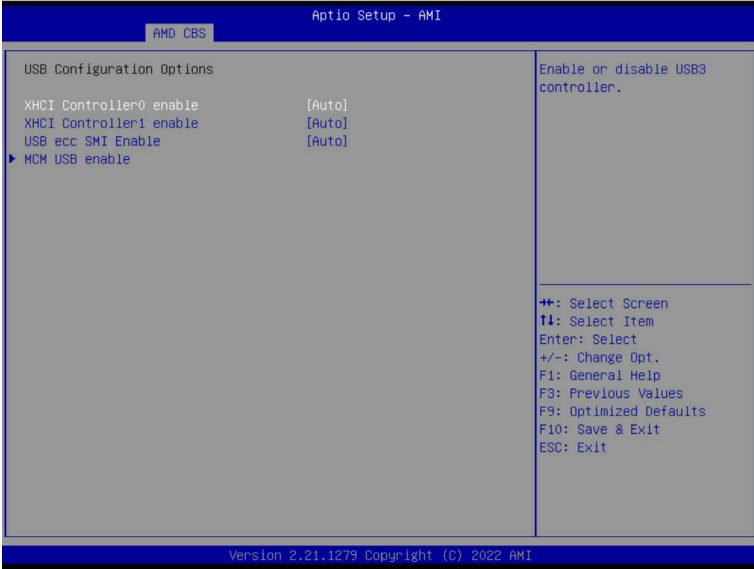 Aptio Setup - AMI
AMD CBS
USB Configuration Options
XHCI Controller0 enable [Auto]
XHCI Controller1 enable [Auto]
USB ecc SMI Enable [Auto]
MCM USB enable
Enable or disable USB3
controller.
→←: Select Screen
↑↓: Select Item
Enter: Select
+/-: Change Opt.
F1: General Help
F3: Previous Values
F9: Optimized Defaults
F10: Save & Exit
ESC: Exit
Version 2.21.1279 Copyright (C) 2022 AMI